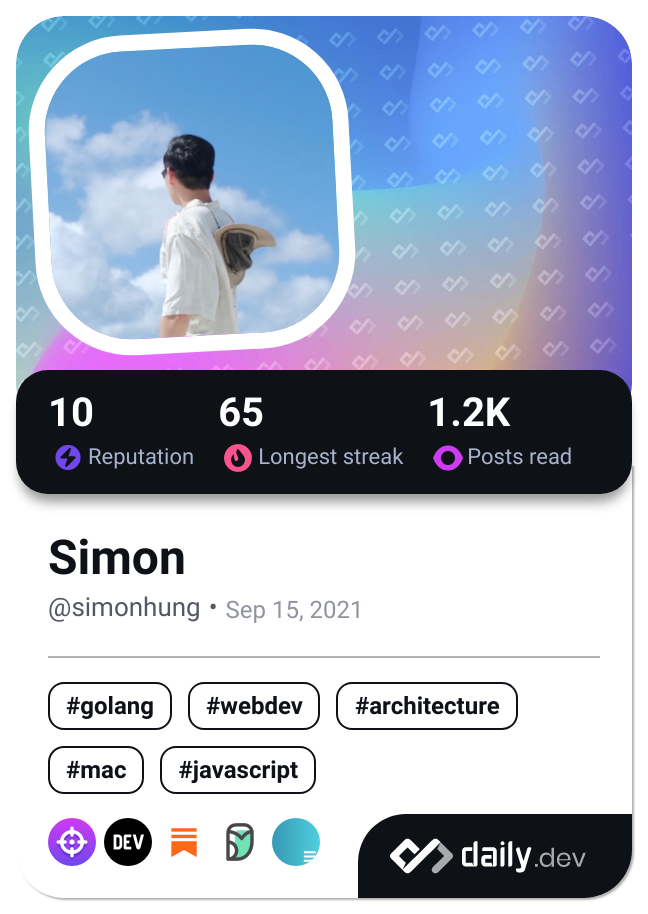 10 65 1.2K
Reputation Longest streak Posts read
Simon
@simonhung • Sep 15, 2021
#golang #webdev #architecture
#mac #javascript
DEV daily.dev